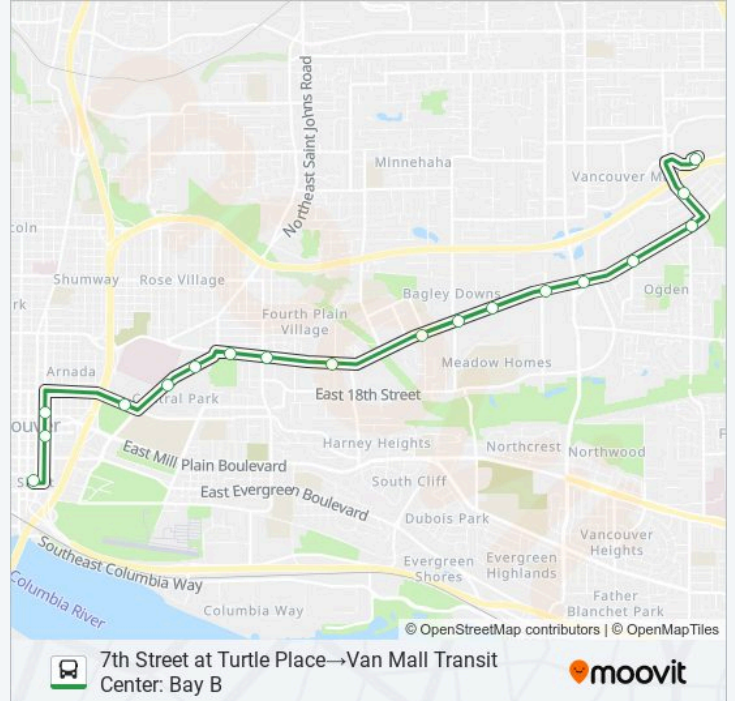 Northeast Saint Johns Road
Minnehaha
Vancouver M
coln
Shumway
Rose Village
Bagley Downs
Ogden
rk
Fourth Plain
Village
Meadow Homes
Arnada
Central Park
East 18th Street
ouver
Harney Heights
Northcrest
Northwood
East Mill Plain Boulevard
South Cliff
East Evergreen Boulevard
Dubois Park
Vancouver
Heights
Southeast Columbia Way
Evergreen
Shores
Evergreen
Highlands
Columbia River
Columbia Way
Father
Blanchet Park
© OpenStreetMap contributors | © OpenMapTiles
7th Street at Turtle Place→Van Mall Transit
Center: Bay B
moovit